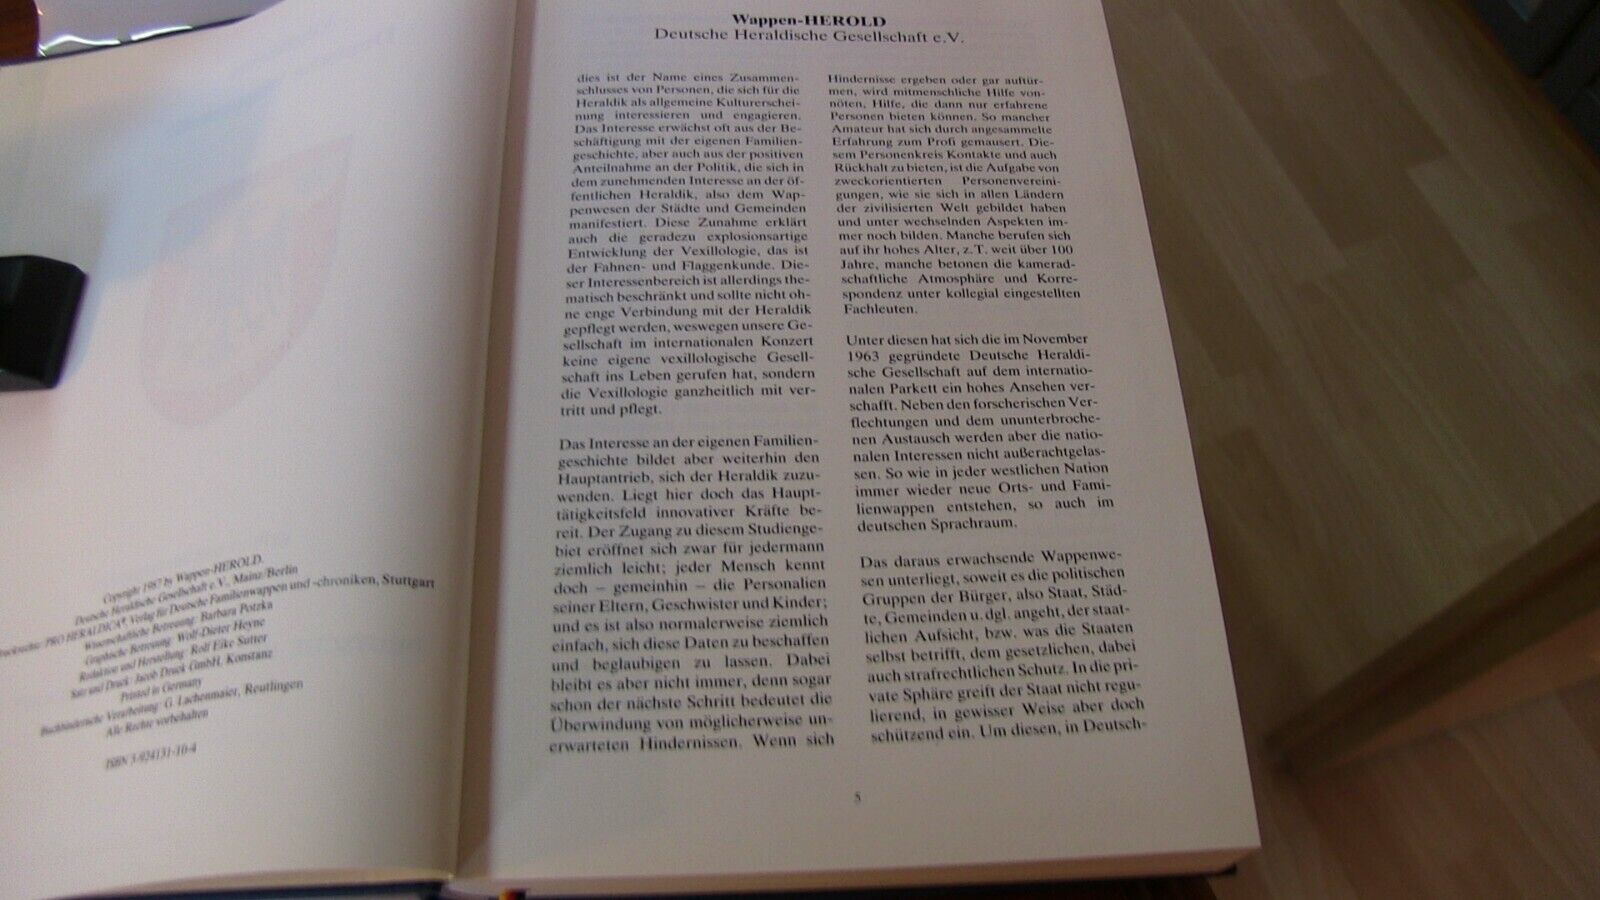 Copyright 1987 by Wappen-HEROLD.
Deutsche Heraldische Gesellschaft e.V., Mainz/Berlin
PRO HERALDICA®, Verlag für Deutsche Familienwappen und -chroniken, Stuttgart
Wissenschaftliche Betreuung: Barbara Potzka
Graphische Betreuung: Wolf-Dieter Heyne
Redaktion und Herstellung: Rolf Eike Sutter
Satz und Druck: Jacob Druck GmbH, Konstanz
Printed in Germany
Buchbinderische Verarbeitung: G. Lachenmaier, Reutlingen
Alle Rechte vorbehalten
ISBN 3-924131-10-4
Wappen-HEROLD
Deutsche Heraldische Gesellschaft e.V.
dies ist der Name eines Zusammen-
schlusses von Personen, die sich für die
Heraldik als allgemeine Kulturerschei-
nung interessieren und engagieren.
Das Interesse erwächst oft aus der Be-
schäftigung mit der eigenen Familien-
geschichte, aber auch aus der positiven
Anteilnahme an der Politik, die sich in
dem zunehmenden Interesse an der öf-
fentlichen Heraldik, also dem Wap-
penwesen der Städte und Gemeinden
manifestiert. Diese Zunahme erklärt
auch die geradezu explosionsartige
Entwicklung der Vexillologie, das ist
der Fahnen- und Flaggenkunde. Die-
ser Interessenbereich ist allerdings the-
matisch beschränkt und sollte nicht oh-
ne enge Verbindung mit der Heraldik
gepflegt werden, weswegen unsere Ge-
sellschaft im internationalen Konzert
keine eigene vexillologische Gesell-
schaft ins Leben gerufen hat, sondern
die Vexillologie ganzheitlich mit ver-
tritt und pflegt.
Das Interesse an der eigenen Familien-
geschichte bildet aber weiterhin den
Hauptantrieb, sich der Heraldik zuzu-
wenden. Liegt hier doch das Haupt-
tätigkeitsfeld innovativer Kräfte be-
reit. Der Zugang zu diesem Studienge-
biet eröffnet sich zwar für jedermann
ziemlich leicht; jeder Mensch kennt
doch – gemeinhin – die Personalien
seiner Eltern, Geschwister und Kinder;
und es ist also normalerweise ziemlich
einfach, sich diese Daten zu beschaffen
und beglaubigen zu lassen. Dabei
bleibt es aber nicht immer, denn sogar
schon der nächste Schritt bedeutet die
Überwindung von möglicherweise un-
erwarteten Hindernissen. Wenn sich
Hindernisse ergeben oder gar auftür-
men, wird mitmenschliche Hilfe von-
nöten, Hilfe, die dann nur erfahrene
Personen bieten können. So mancher
Amateur hat sich durch angesammelte
Erfahrung zum Profi gemausert. Die-
sem Personenkreis Kontakte und auch
Rückhalt zu bieten, ist die Aufgabe von
zweckorientierten Personenvereini-
gungen, wie sie sich in allen Ländern
der zivilisierten Welt gebildet haben
und unter wechselnden Aspekten im-
mer noch bilden. Manche berufen sich
auf ihr hohes Alter, z.T. weit über 100
Jahre, manche betonen die kamerad-
schaftliche Atmosphäre und Korre-
spondenz unter kollegial eingestellten
Fachleuten.
Unter diesen hat sich die im November
1963 gegründete Deutsche Heraldi-
sche Gesellschaft auf dem internatio-
nalen Parkett ein hohes Ansehen ver-
schafft. Neben den forscherischen Ver-
flechtungen und dem ununterbroche-
nen Austausch werden aber die natio-
nalen Interessen nicht außerachtgelas-
sen. So wie in jeder westlichen Nation
immer wieder neue Orts- und Fami-
lienwappen entstehen, so auch im
deutschen Sprachraum.
Das daraus erwachsende Wappenwe-
sen unterliegt, soweit es die politischen
Gruppen der Bürger, also Staat, Städ-
te, Gemeinden u. dgl. angeht, der staat-
lichen Aufsicht, bzw. was die Staaten
selbst betrifft, dem gesetzlichen, dabei
auch strafrechtlichen Schutz. In die pri-
vate Sphäre greift der Staat nicht regu-
lierend, in gewisser Weise aber doch
schützend ein. Um diesen, in Deutsch-
5